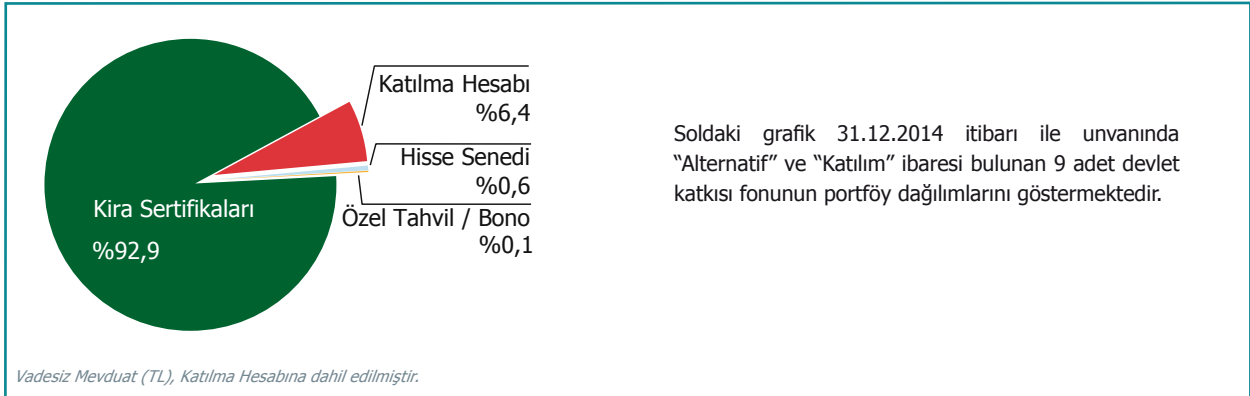 Katılma Hesabı
%6,4
Hisse Senedi
%0,6
Özel Tahvil / Bono
%0,1
Kira Sertifikaları
%92,9
Soldaki grafik 31.12.2014 itibarı ile unvanında
“Alternatif” ve “Katılım” ibaresi bulunan 9 adet devlet
katkısı fonunun portföy dağılımlarını göstermektedir.
Vadesiz Mevduat (TL), Katılma Hesabına dahil edilmiştir.